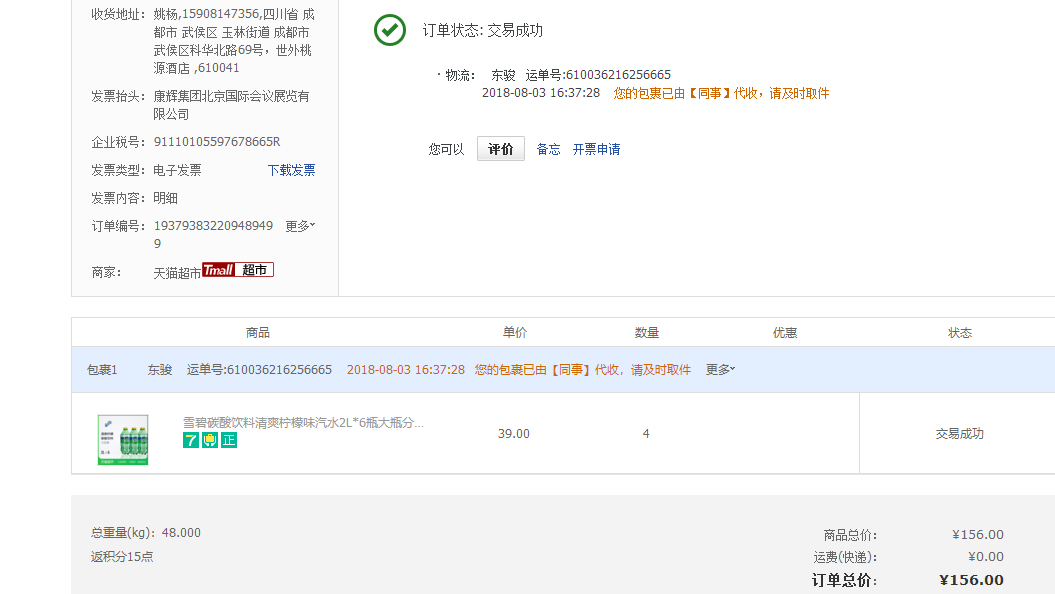 收货地址： 姚杨,15908147356,四川省 成
都市 武侯区 玉林街道 成都市
武侯区科华北路69号，世外桃
源酒店 ,610041
发票抬头： 康辉集团北京国际会议展览有
限公司
企业税号： 91110105597678665R
发票类型： 电子发票 下载发票
发票内容： 明细
订单编号： 19379383220948949 更多
9
商家： 天猫超市 Tmall 超市
订单状态: 交易成功
· 物流： 东骏 运单号:610036216256665
2018-08-03 16:37:28 您的包裹已由【同事】代收，请及时取件
您可以 评价 备忘 开票申请
商品 单价 数量 优惠 状态
包裹1 东骏 运单号:610036216256665 2018-08-03 16:37:28 您的包裹已由【同事】代收，请及时取件 更多
雪碧碳酸饮料清爽柠檬味汽水2L*6瓶大瓶分...
7 正
39.00 4 交易成功
总重量(kg)： 48.000
返积分15点
商品总价： ¥156.00
运费(快递)： ¥0.00
订单总价： ¥156.00